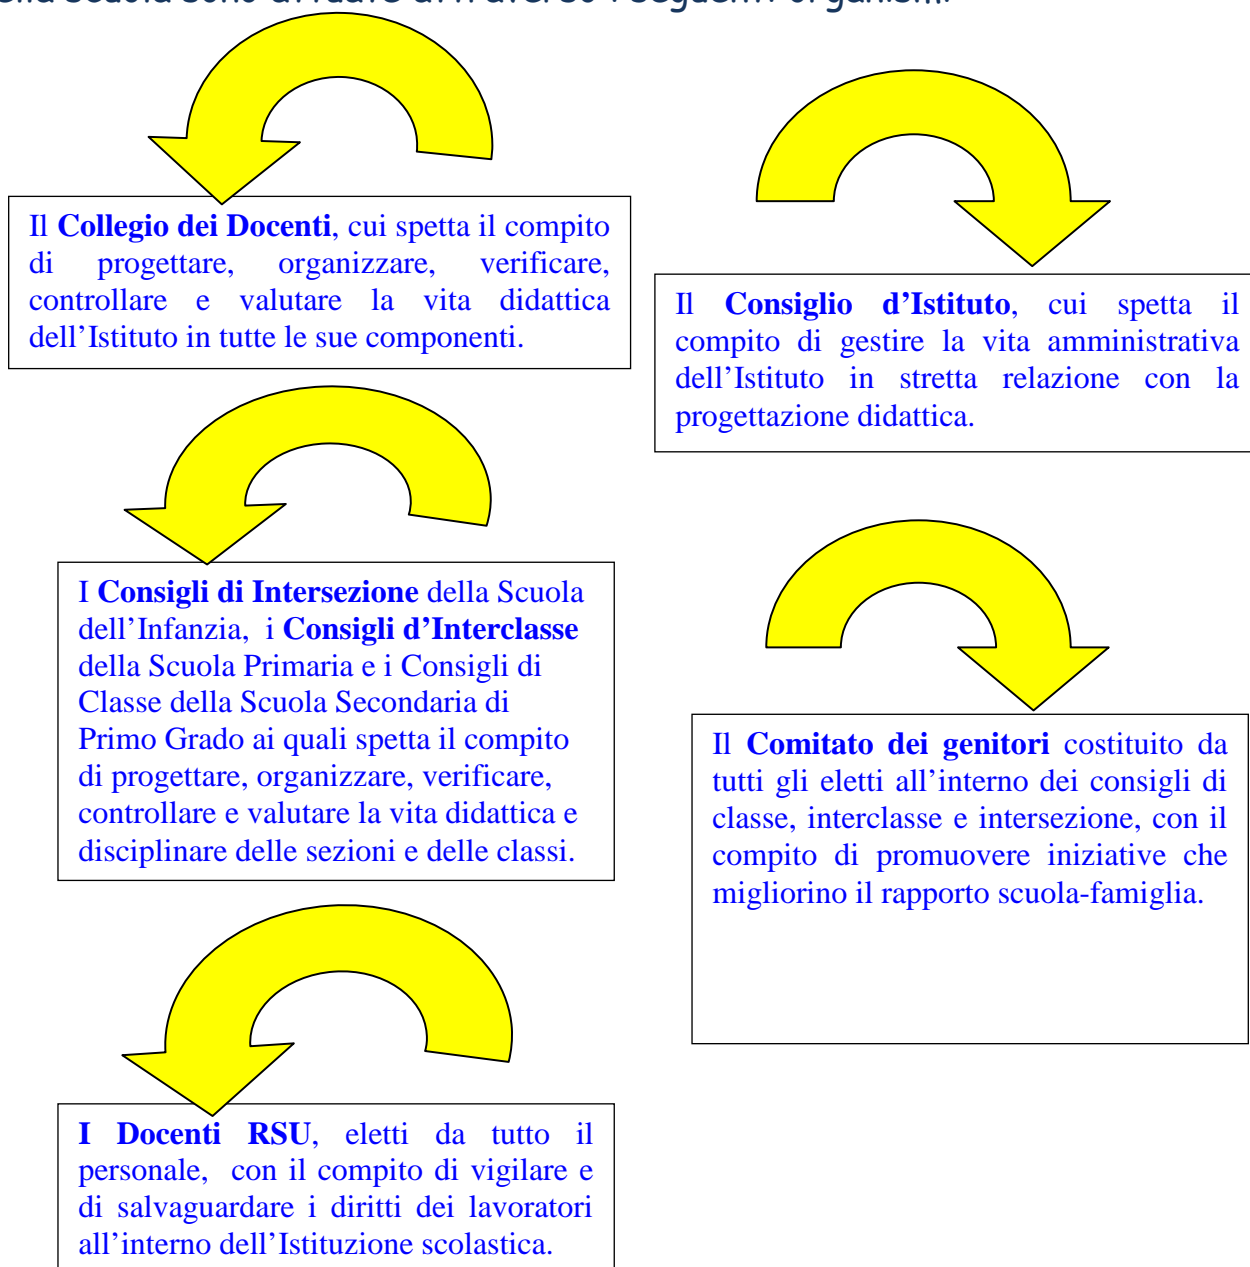 scuola sono attuate attraverso i seguenti organismi
Il Collegio dei Docenti, cui spetta il compito
di progettare, organizzare, verificare,
controllare e valutare la vita didattica
dell’Istituto in tutte le sue componenti.
Il Consiglio d’Istituto, cui spetta il
compito di gestire la vita amministrativa
dell’Istituto in stretta relazione con la
progettazione didattica.
I Consigli di Intersezione della Scuola
dell’Infanzia, i Consigli d’Interclasse
della Scuola Primaria e i Consigli di
Classe della Scuola Secondaria di
Primo Grado ai quali spetta il compito
di progettare, organizzare, verificare,
controllare e valutare la vita didattica e
disciplinare delle sezioni e delle classi.
Il Comitato dei genitori costituito da
tutti gli eletti all’interno dei consigli di
classe, interclasse e intersezione, con il
compito di promuovere iniziative che
migliorino il rapporto scuola-famiglia.
I Docenti RSU, eletti da tutto il
personale, con il compito di vigilare e
di salvaguardare i diritti dei lavoratori
all’interno dell’Istituzione scolastica.